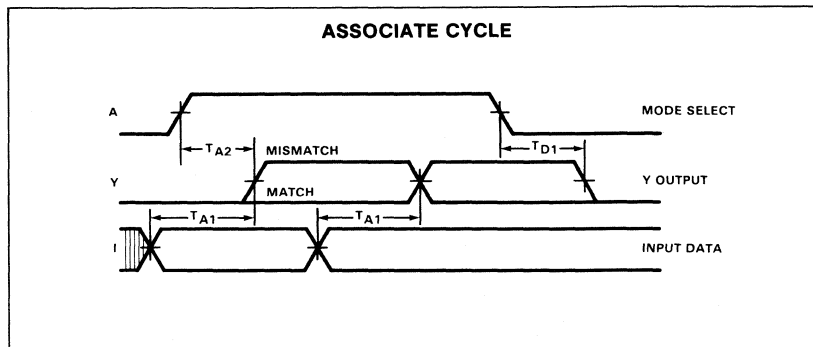 ASSOCIATE CYCLE
A MODE SELECT
TA2 MISMATCH TD1
Y MATCH Y OUTPUT
TA1 TA1
I INPUT DATA